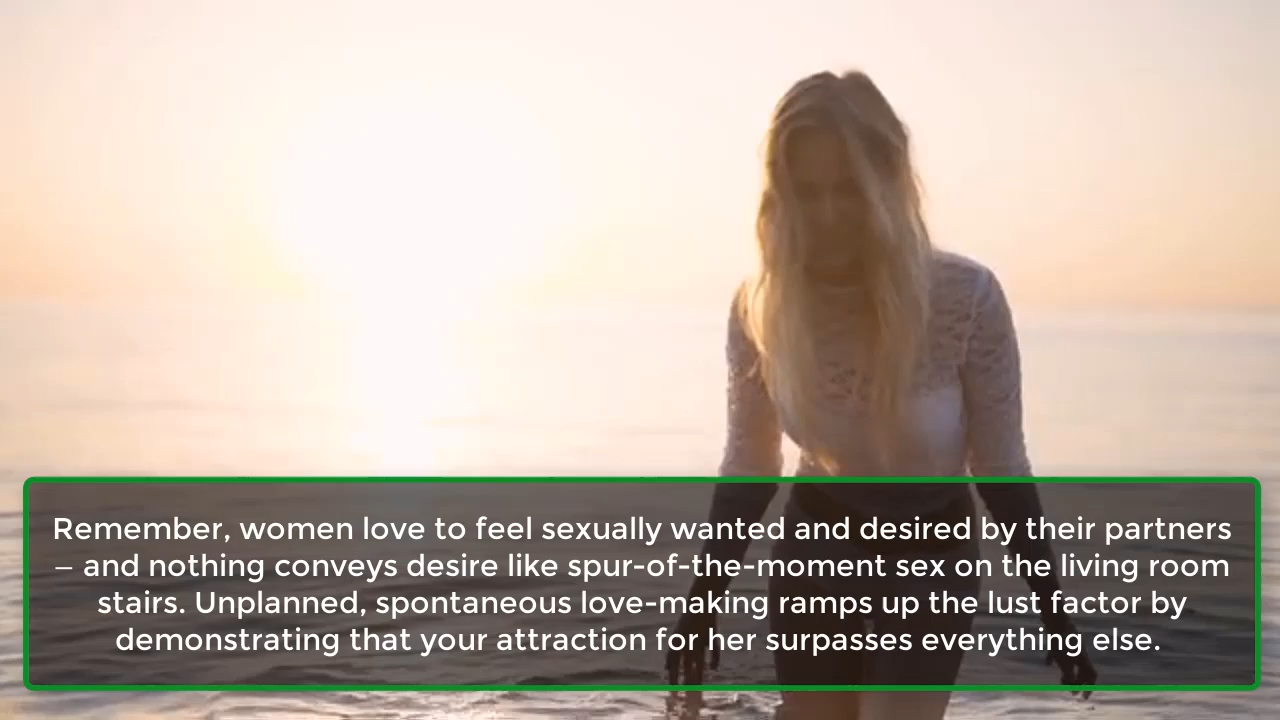 Remember, women love to feel sexually wanted and desired by their partners
– and nothing conveys desire like spur-of-the-moment sex on the living room
stairs. Unplanned, spontaneous love-making ramps up the lust factor by
demonstrating that your attraction for her surpasses everything else.